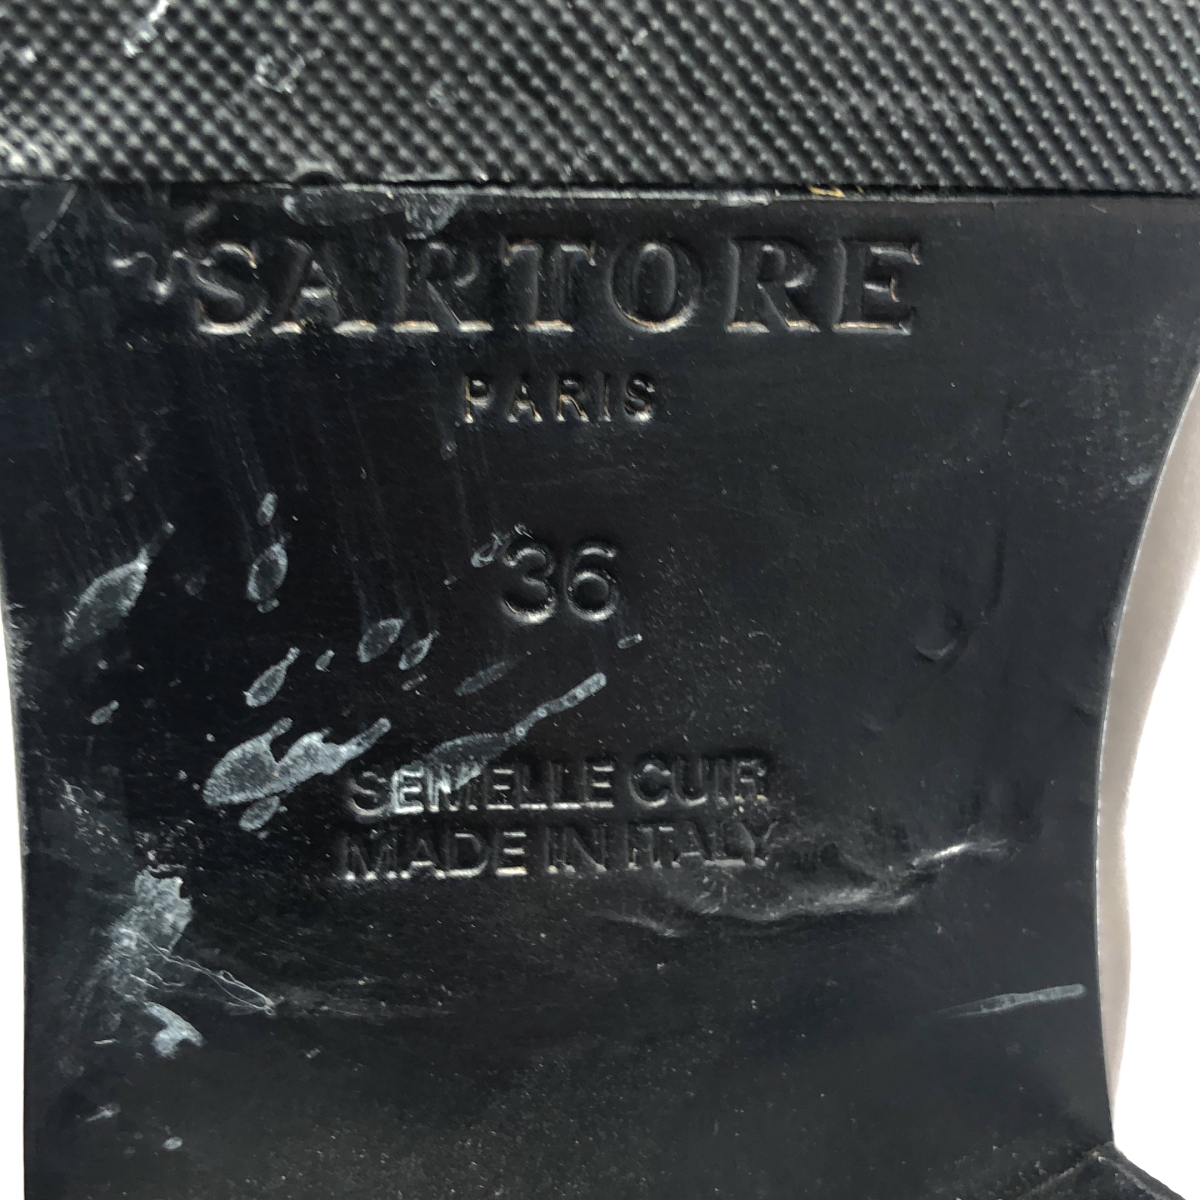 SARTORE
PARIS
36
SEMELLE CUIR
MADE IN ITALY